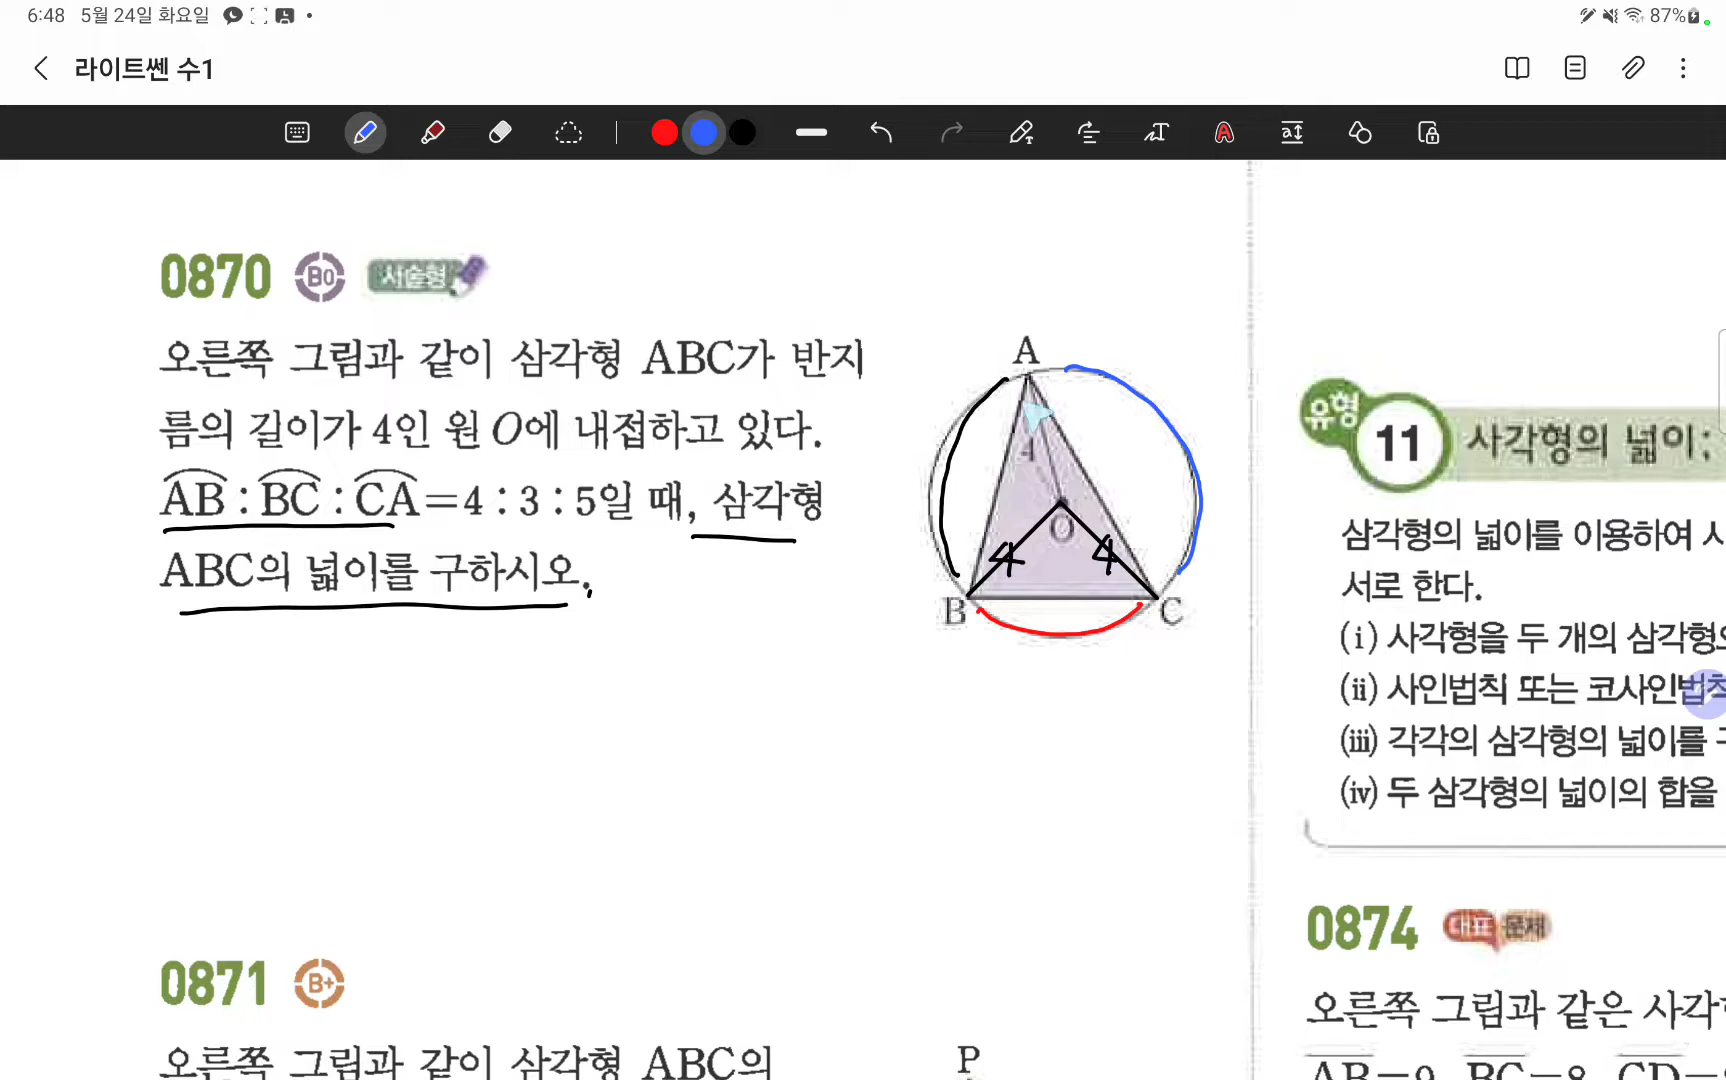 6:48 5월 24일 화요일
87%
라이트쎈 수1
0870 B0 서술형
오른쪽 그림과 같이 삼각형 ABC가 반지
름의 길이가 4인 원 O에 내접하고 있다.
AB : BC : CA=4 : 3 : 5일 때, 삼각형
ABC의 넓이를 구하시오.
A
4
O
4 4
B C
0871 B+
오른쪽 그림과 같이 삼각형 ABC의
P
유형 11 사각형의 넓이;
삼각형의 넓이를 이용하여 사
서로 한다.
(ⅰ) 사각형을 두 개의 삼각형으
(ⅱ) 사인법칙 또는 코사인법칙
(ⅲ) 각각의 삼각형의 넓이를
(ⅳ) 두 삼각형의 넓이의 합을
0874 대표 문제
오른쪽 그림과 같은 사각
AB=9, BC=8, CD=